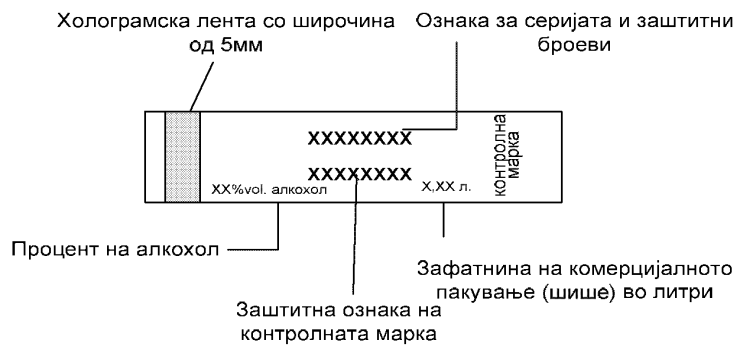 Холограмска лента со широчина
од 5мм
Ознака за серијата и заштитни
броеви
XXXXXXXX
XXXXXXXX
XX%vol. алкохол
X,XX л.
контролна
марка
Процент на алкохол
Зафатнина на комерцијалното
пакување (шише) во литри
Заштитна ознака на
контролната марка